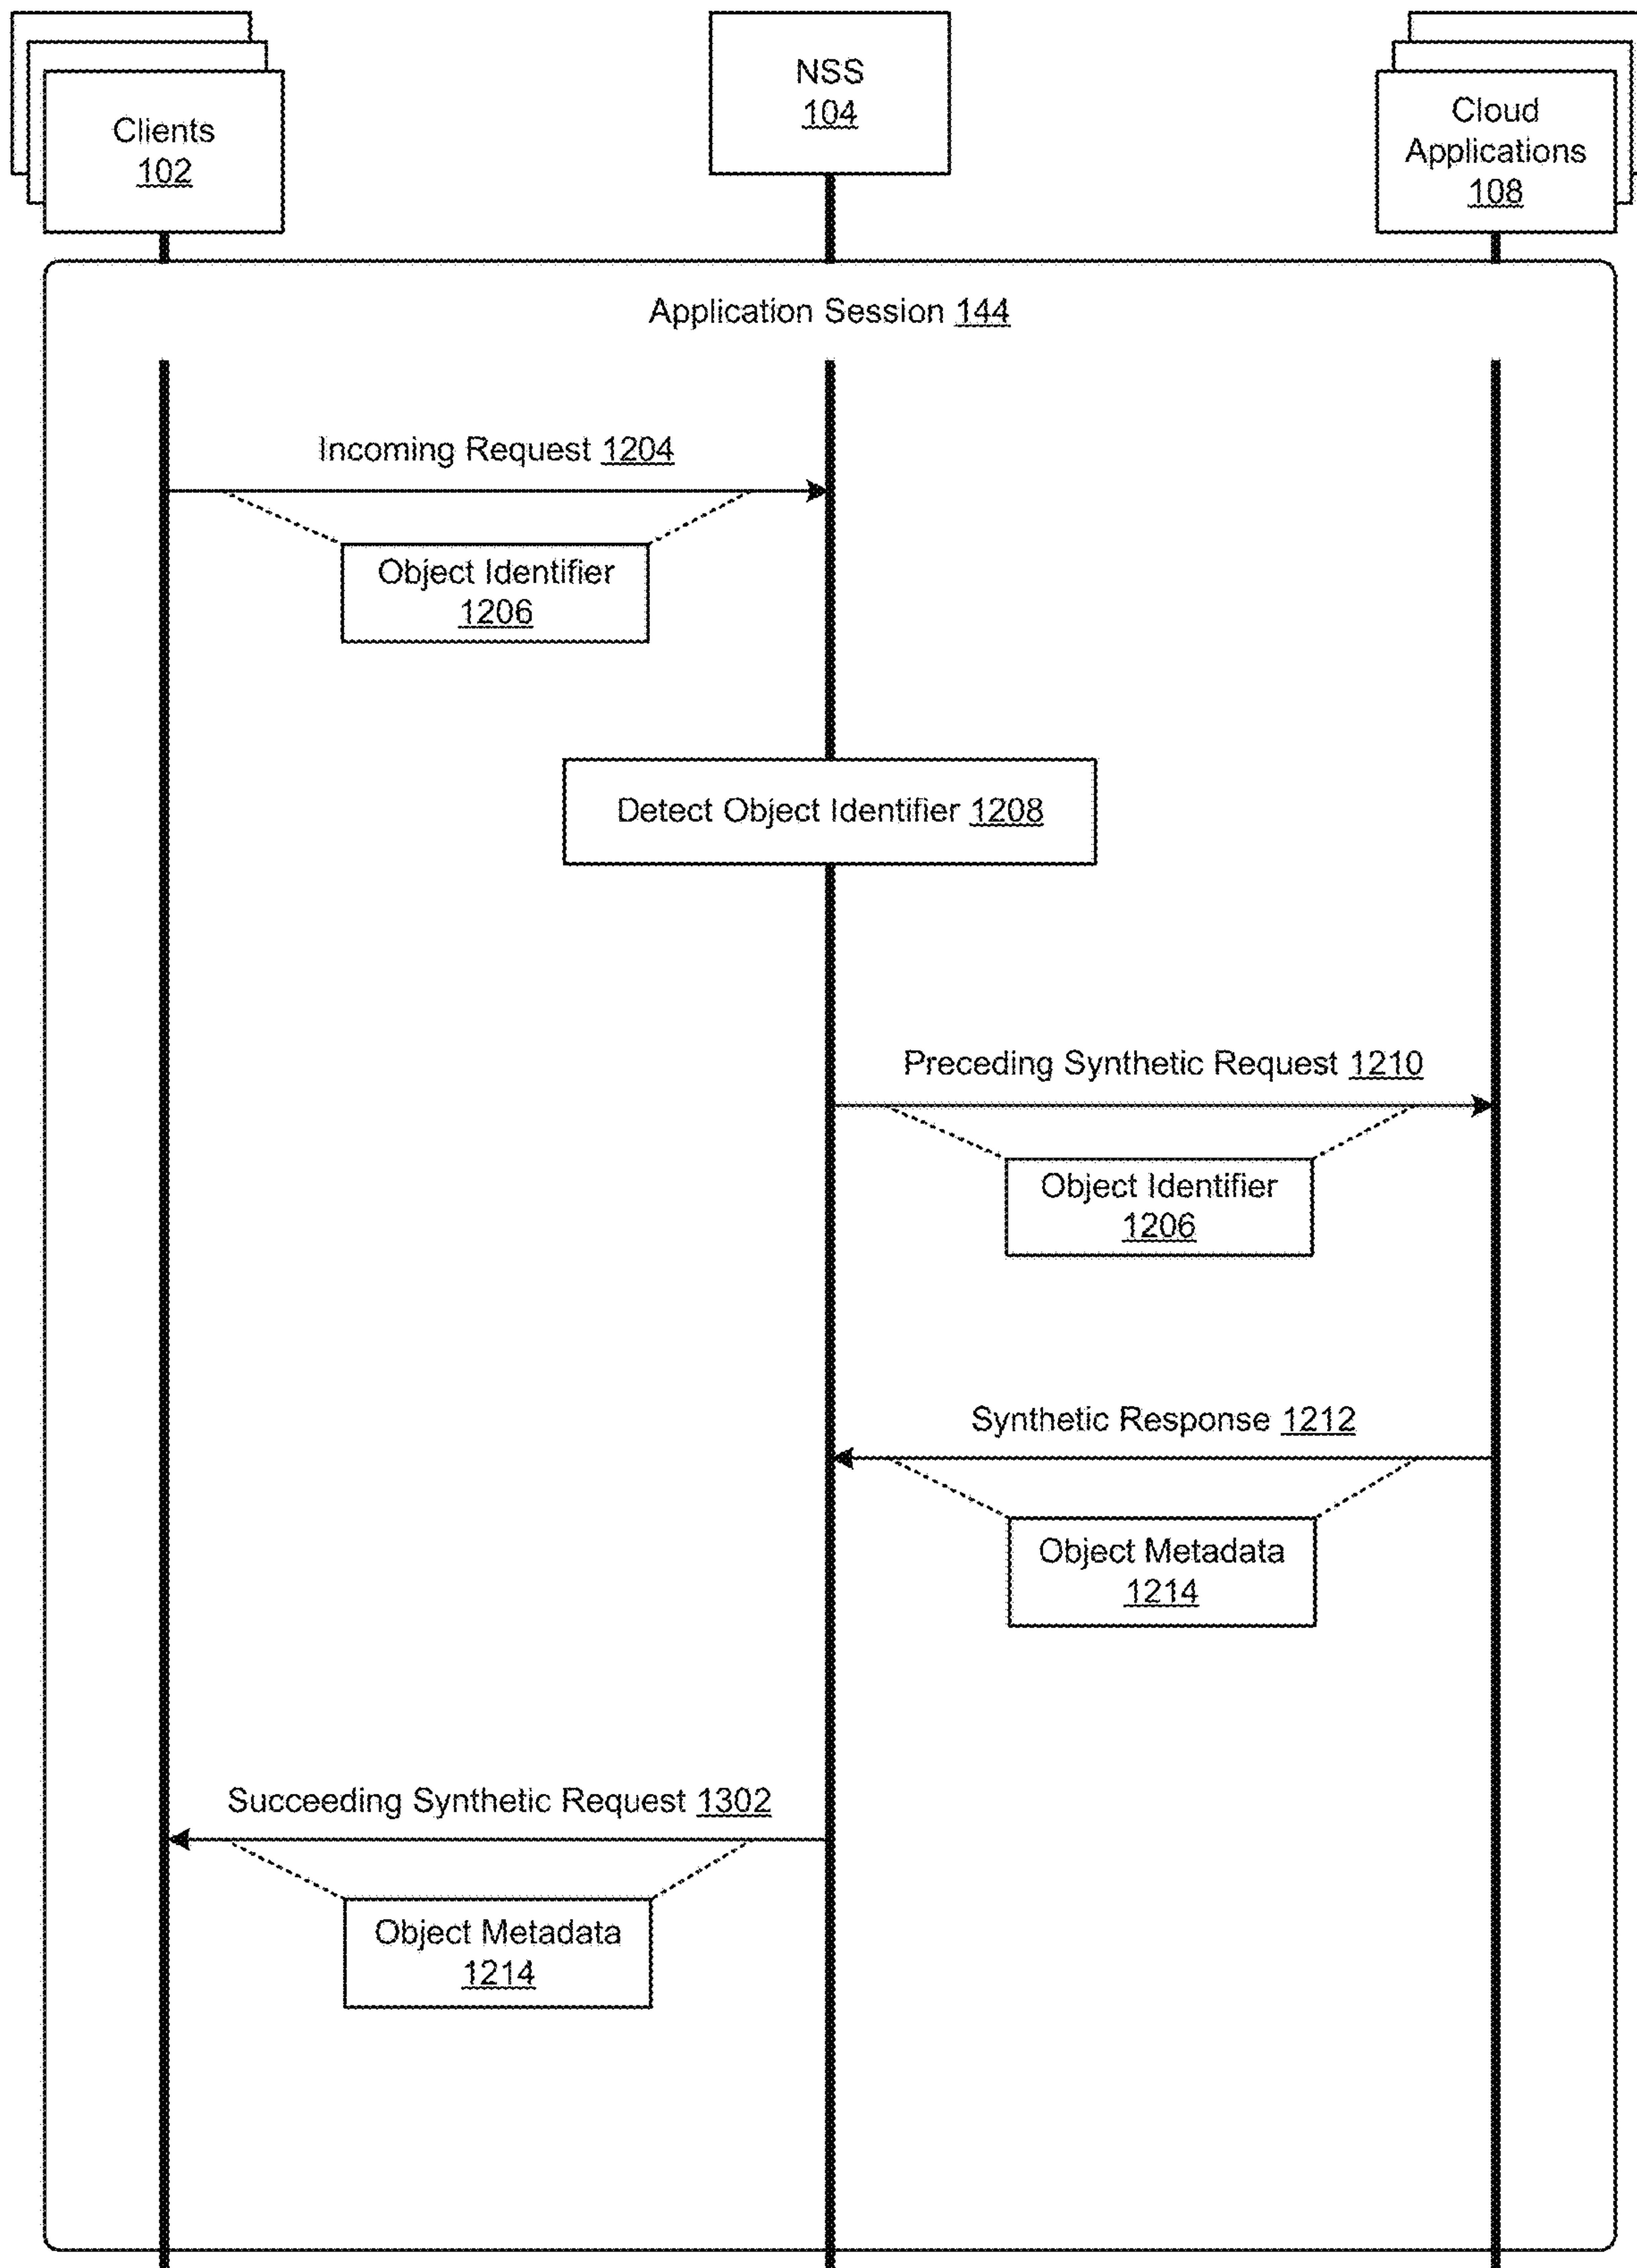 Clients
102
NSS
104
Cloud
Applications
108
Application Session 144
Incoming Request 1204
Object Identifier
1206
Detect Object Identifier 1208
Preceding Synthetic Request 1210
Object Identifier
1206
Synthetic Response 1212
Object Metadata
1214
Succeeding Synthetic Request 1302
Object Metadata
1214